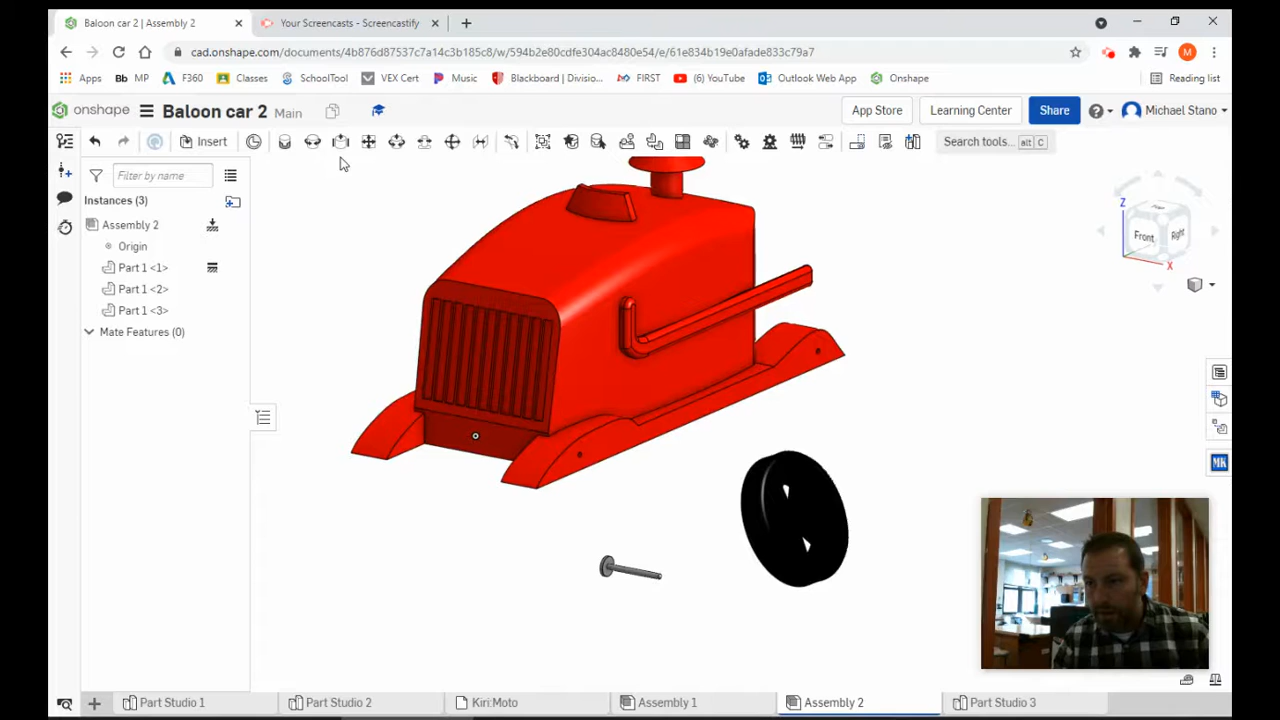 Baloon car 2 | Assembly 2
Your Screencasts - Screencastify
cad.onshape.com/documents/4b876d87537c7a14c3b185c8/w/594b2e80cdfe304ac8480e54/e/61e834b19e0afade833c79a7
M
Apps
Bb MP
F360
Classes
SchoolTool
VEX Cert
Music
Blackboard | Divisio...
FIRST
(6) YouTube
Outlook Web App
Onshape
Reading list
onshape
Baloon car 2 Main
App Store
Learning Center
Share
Michael Stano
Insert
Search tools... alt C
Filter by name
Instances (3)
Assembly 2
Origin
Part 1 <1>
Part 1 <2>
Part 1 <3>
Mate Features (0)
Z
Front
Right
X
MK
Part Studio 1
Part Studio 2
Kiri:Moto
Assembly 1
Assembly 2
Part Studio 3